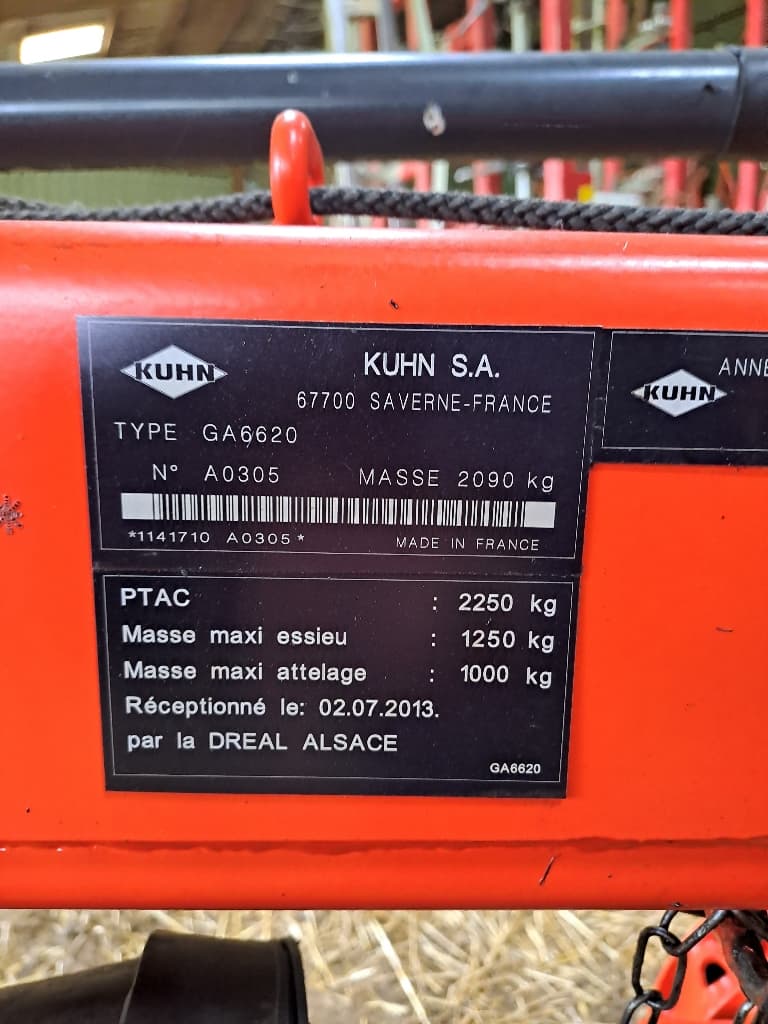 KUHN
KUHN S.A.
67700 SAVERNE-FRANCE
TYPE GA6620
N° A0305 MASSE 2090 kg
*1141710 A0305*
MADE IN FRANCE
KUHN
PTAC : 2250 kg
Masse maxi essieu : 1250 kg
Masse maxi attelage : 1000 kg
Réceptionné le: 02.07.2013.
par la DREAL ALSACE
GA6620